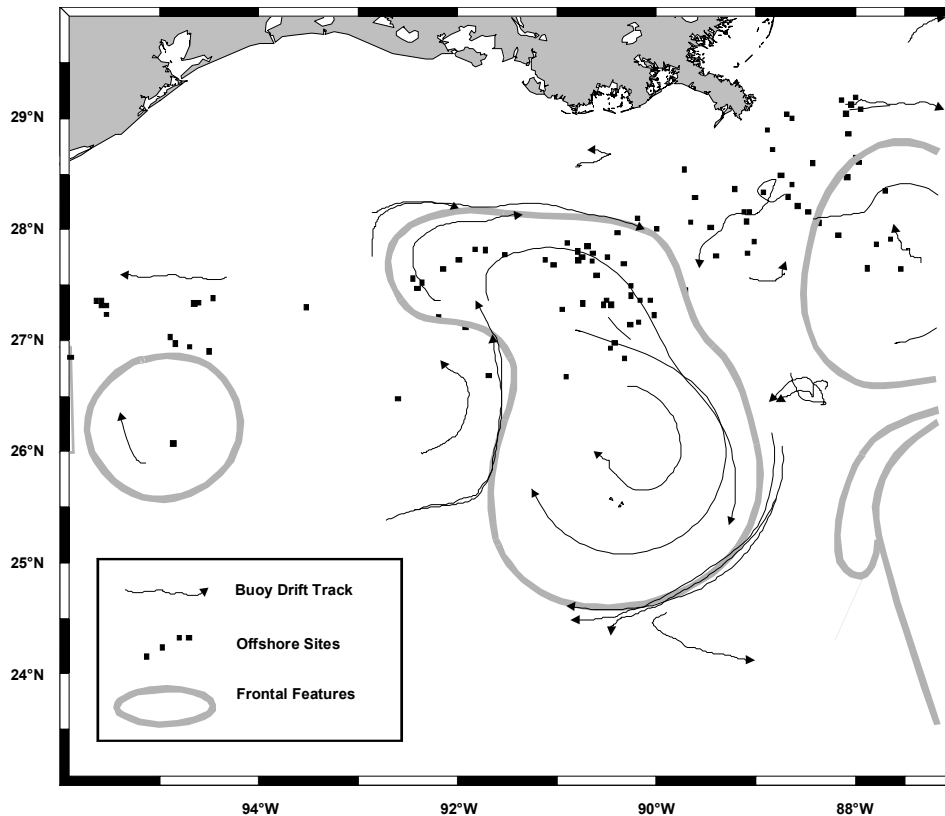 29°N
28°N
27°N
26°N
25°N
24°N
Buoy Drift Track
Offshore Sites
Frontal Features
94°W
92°W
90°W
88°W